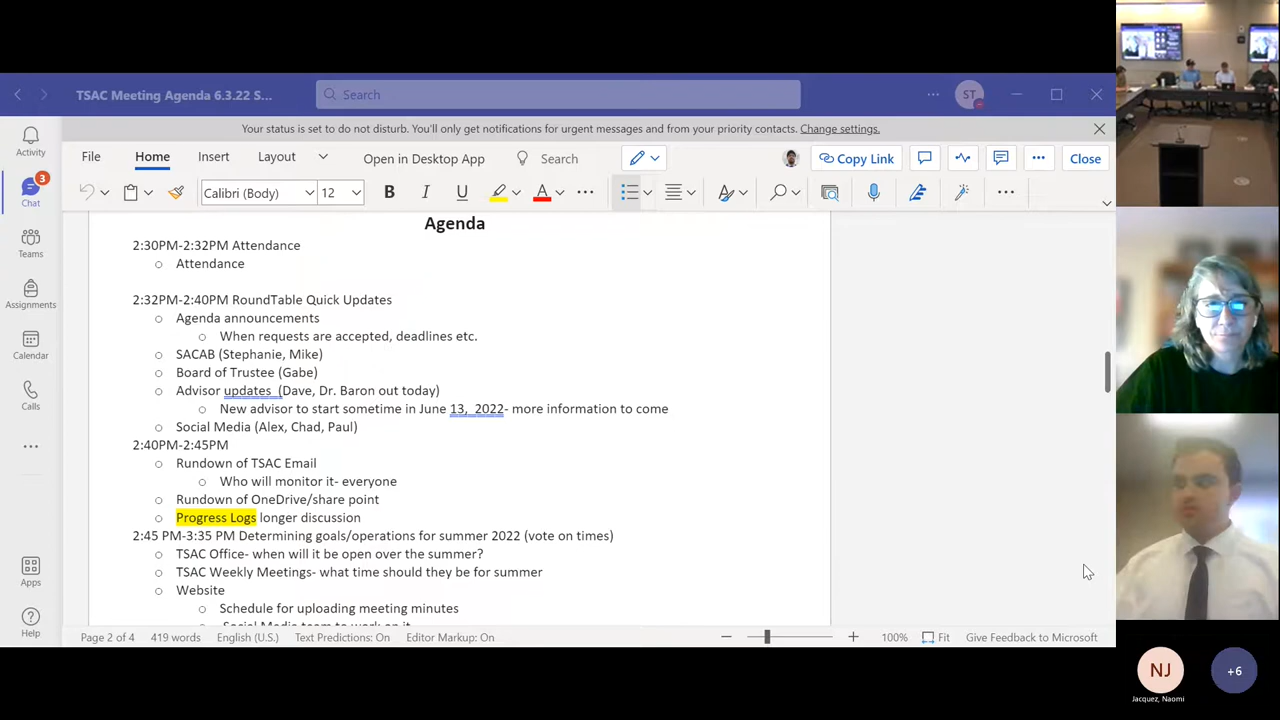 TSAC Meeting Agenda 6.3.22 S...
Search
ST
Your status is set to do not disturb. You'll only get notifications for urgent messages and from your priority contacts. Change settings.
Activity
File Home Insert Layout Open in Desktop App Search Copy Link Close
3
Chat
Calibri (Body) 12 B I U A
Teams
Assignments
Calendar
Calls
Apps
Help
Agenda
2:30PM-2:32PM Attendance
Attendance
2:32PM-2:40PM RoundTable Quick Updates
Agenda announcements
When requests are accepted, deadlines etc.
SACAB (Stephanie, Mike)
Board of Trustee (Gabe)
Advisor updates (Dave, Dr. Baron out today)
New advisor to start sometime in June 13, 2022- more information to come
Social Media (Alex, Chad, Paul)
2:40PM-2:45PM
Rundown of TSAC Email
Who will monitor it- everyone
Rundown of OneDrive/share point
Progress Logs longer discussion
2:45 PM-3:35 PM Determining goals/operations for summer 2022 (vote on times)
TSAC Office- when will it be open over the summer?
TSAC Weekly Meetings- what time should they be for summer
Website
Schedule for uploading meeting minutes
Social Media team to work on it
Page 2 of 4 419 words English (U.S.) Text Predictions: On Editor Markup: On 100% Fit Give Feedback to Microsoft
NJ
+6
Jacquez, Naomi